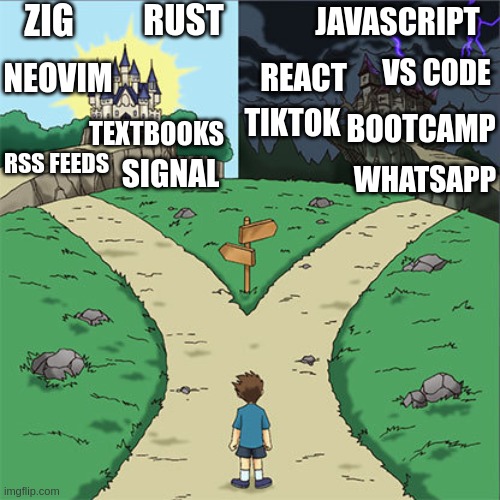 ZIG RUST
NEOVIM
TEXTBOOKS
RSS FEEDS SIGNAL
JAVASCRIPT
REACT VS CODE
TIKTOK BOOTCAMP
WHATSAPP
imgflip.com